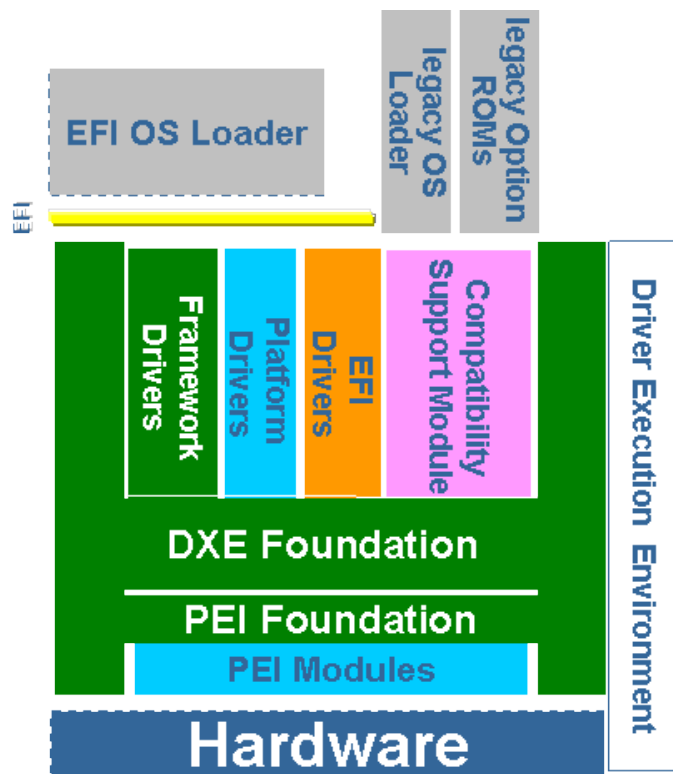 EFI OS Loader
legacy OS
Loader
legacy Option
ROMs
EFI
Framework
Drivers
Platform
Drivers
EFI
Drivers
Compatibility
Support Module
Driver Execution Environment
DXE Foundation
PEI Foundation
PEI Modules
Hardware